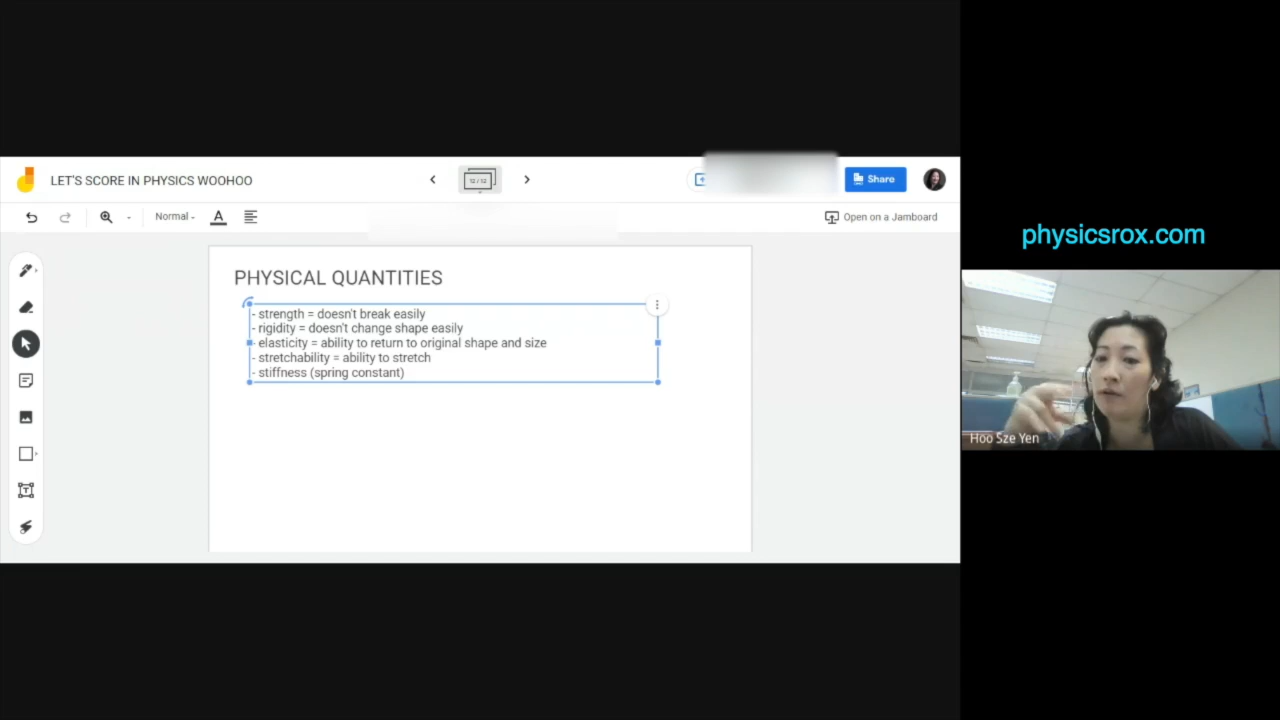 LET'S SCORE IN PHYSICS WOOHOO
12 / 12
Share
Normal
A
Open on a Jamboard
PHYSICAL QUANTITIES
- strength = doesn't break easily
- rigidity = doesn't change shape easily
- elasticity = ability to return to original shape and size
- stretchability = ability to stretch
- stiffness (spring constant)
physicsrox.com
Hoo Sze Yen